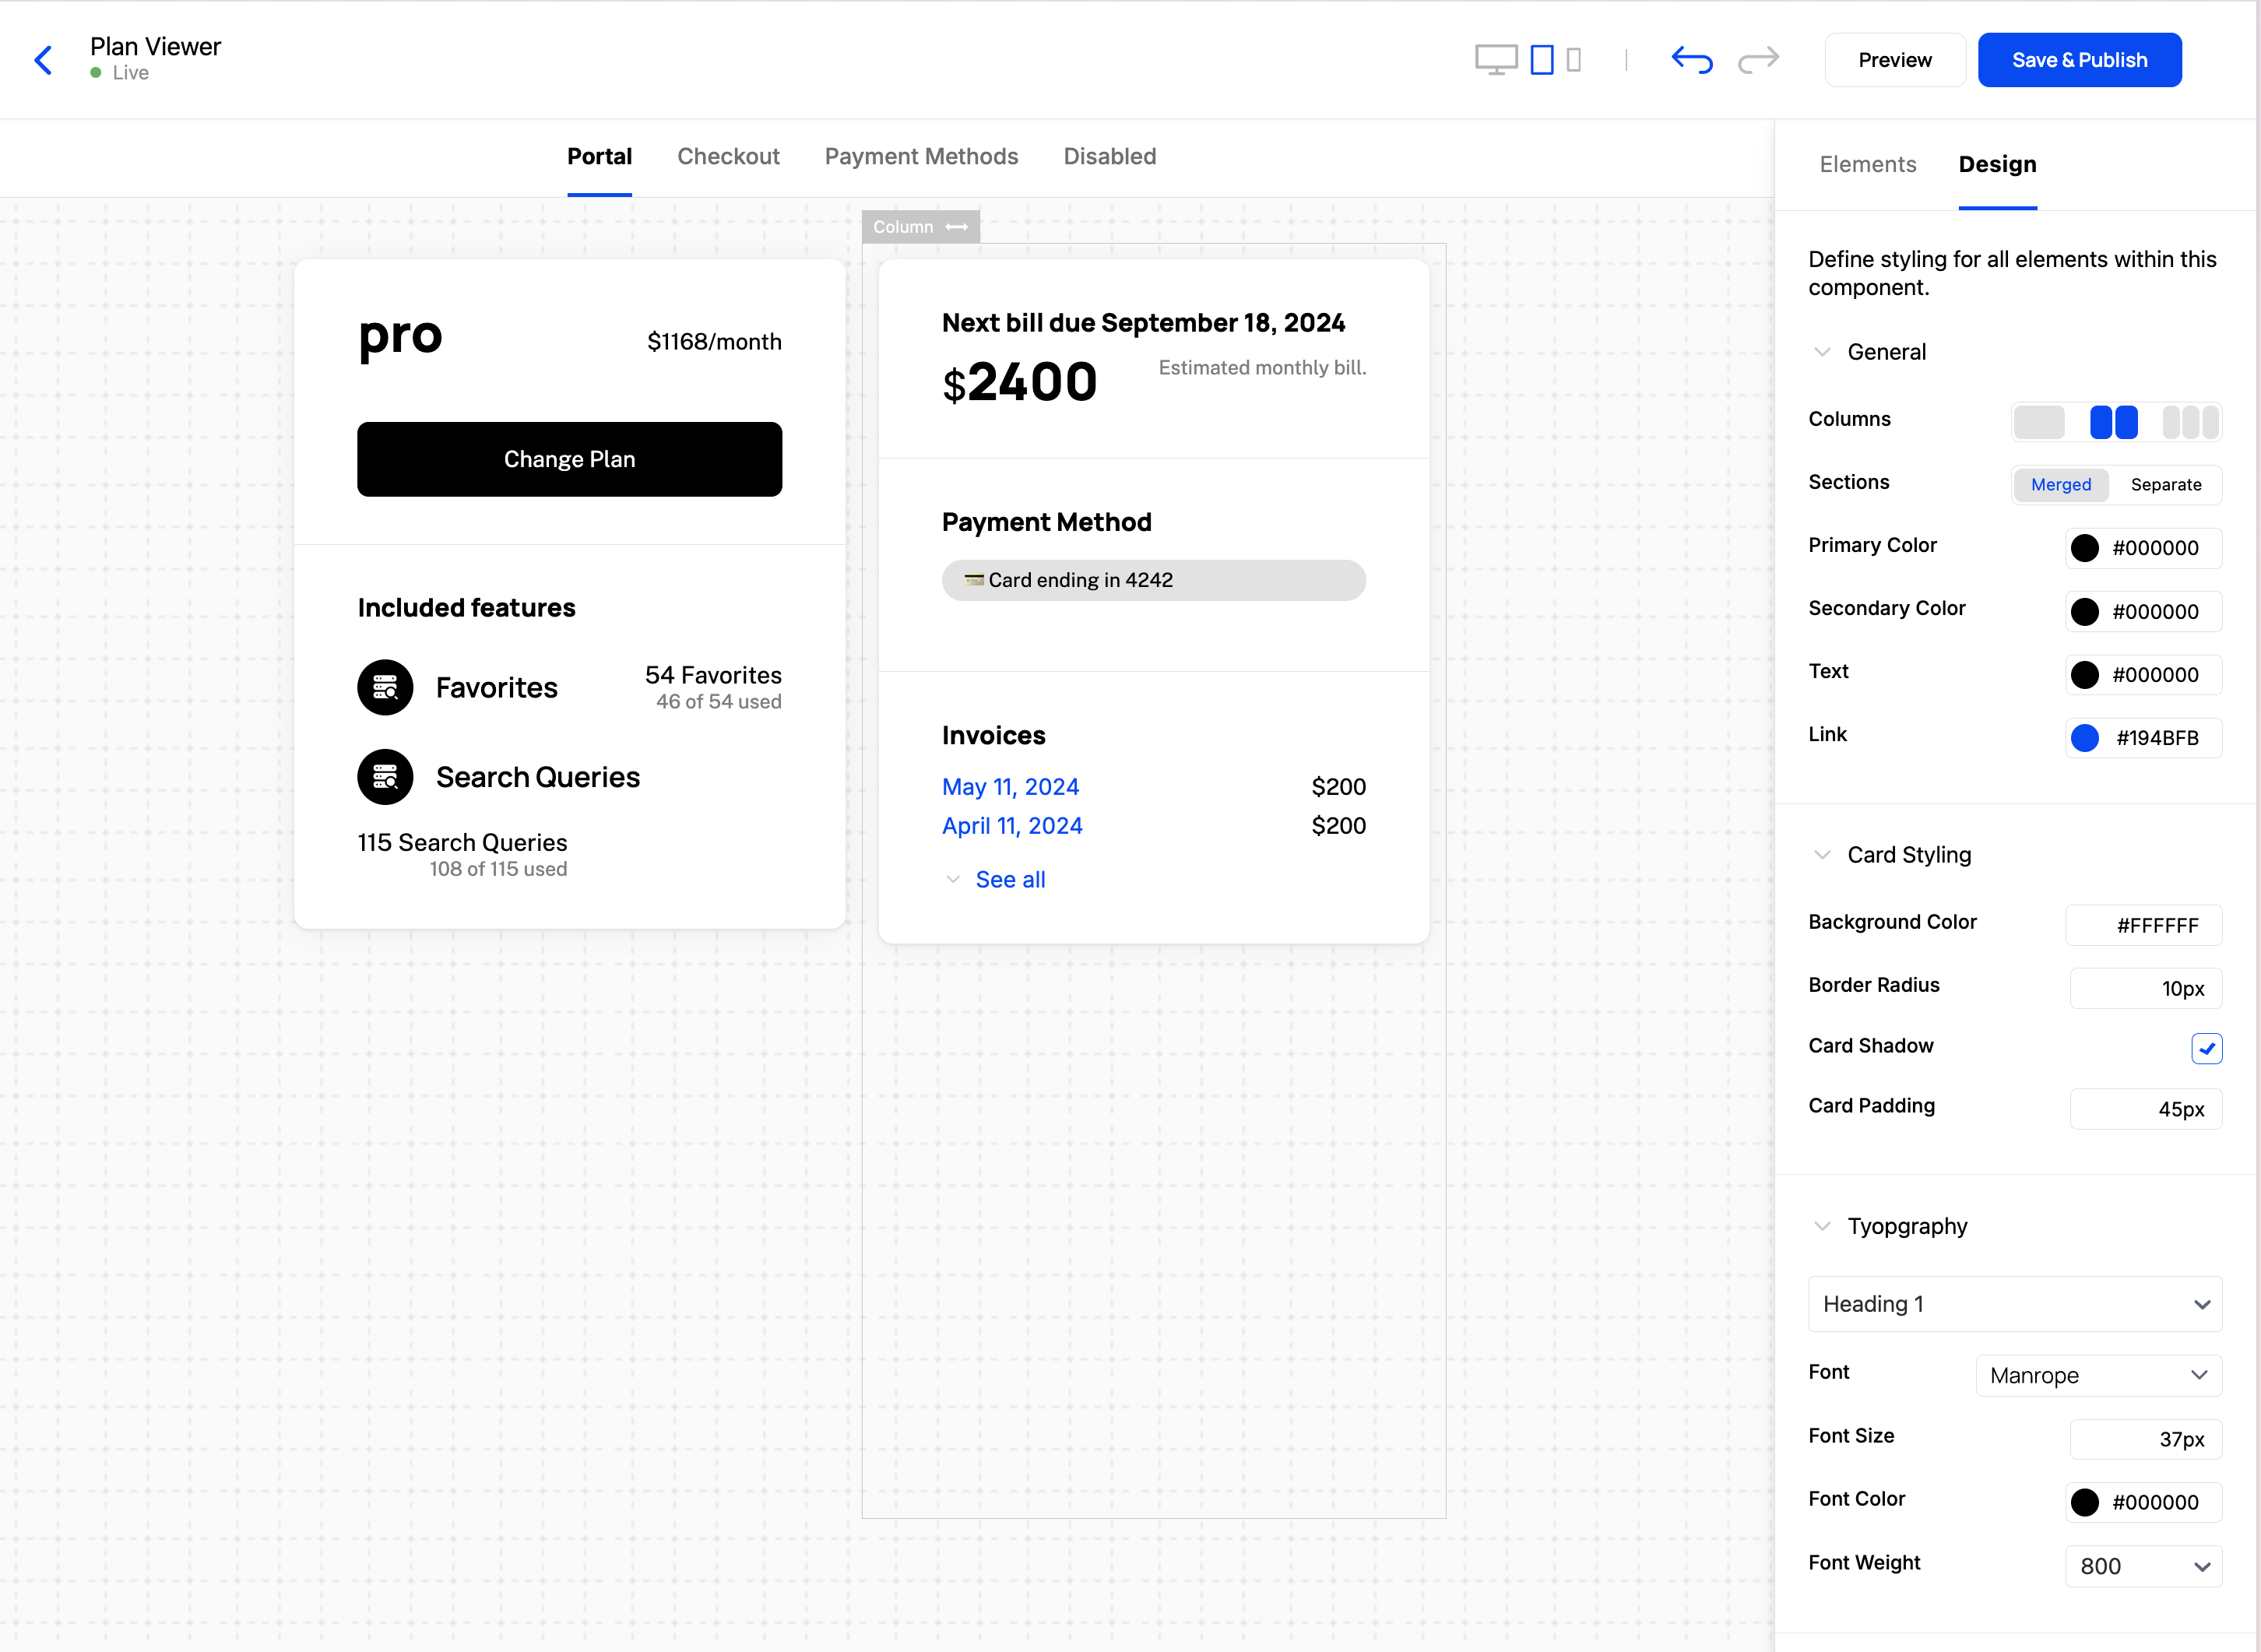 Plan Viewer
Live
Preview
Save & Publish
Portal
Checkout
Payment Methods
Disabled
Elements
Design
Column
pro
$1168/month
Change Plan
Included features
Favorites
54 Favorites
46 of 54 used
Search Queries
115 Search Queries
108 of 115 used
Next bill due September 18, 2024
$2400
Estimated monthly bill.
Payment Method
Card ending in 4242
Invoices
May 11, 2024
$200
April 11, 2024
$200
See all
Define styling for all elements within this
component.
General
Columns
Sections
Merged
Separate
Primary Color
#000000
Secondary Color
#000000
Text
#000000
Link
#194BFB
Card Styling
Background Color
#FFFFFF
Border Radius
10px
Card Shadow
Card Padding
45px
Tyopgraphy
Heading 1
Font
Manrope
Font Size
37px
Font Color
#000000
Font Weight
800